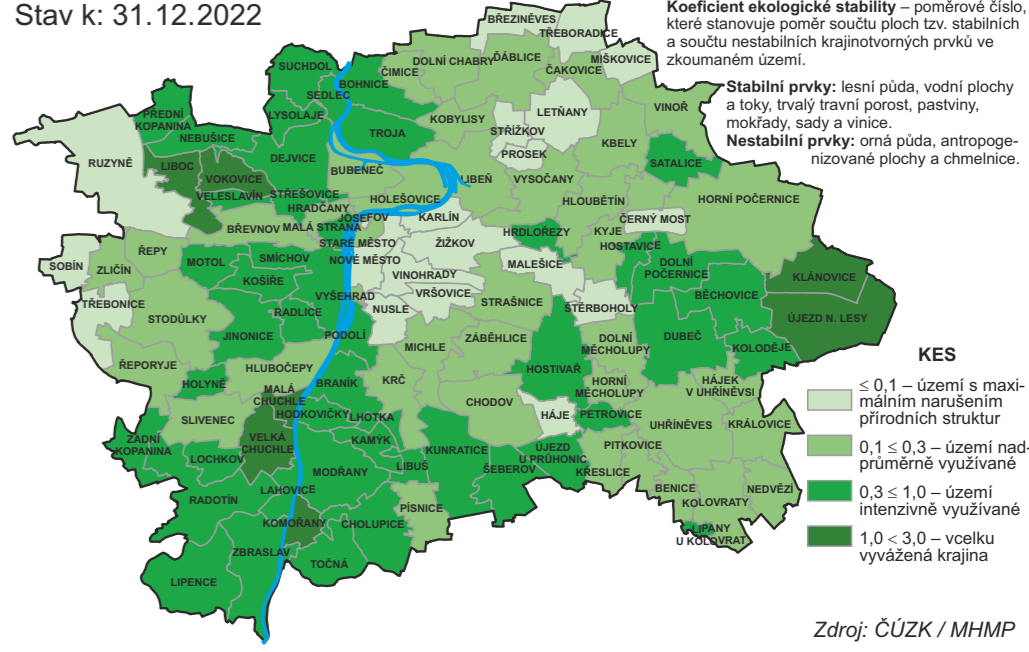 Stav k: 31.12.2022
Koeficient ekologické stability – poměrové číslo,
které stanovuje poměr součtu ploch tzv. stabilních
a součtu nestabilních krajinotvorných prvků ve
zkoumaném území.
Stabilní prvky: lesní půda, vodní plochy
a toky, trvalý travní porost, pastviny,
mokřady, sady a vinice.
Nestabilní prvky: orná půda, antropoge-
nizované plochy a chmelnice.
BŘEZINĚVES
TŘEBORADICE
MIŠKOVICE
SUCHDOL
BOHNICE
ČIMICE
DOLNÍ CHABRY
ĎÁBLICE
ČAKOVICE
SEDLEC
VINOŘ
PŘEDNÍ
KOPANINA
LYSOLAJE
LETŇANY
KOBYLISY
TROJA
STŘÍŽKOV
NEBUŠICE
KBELY
PROSEK
RUZYNĚ
LIBOC
DEJVICE
SATALICE
BUBENEČ
VOKOVICE
LIBEŇ
VYSOČANY
VELESLAVÍN
STŘEŠOVICE
HLOUBĚTÍN
HORNÍ POČERNICE
HOLEŠOVICE
HRADČANY
JOSEFOV
KARLÍN
ČERNÝ MOST
BŘEVNOV
MALÁ STRANA
HRDLOŘEZY
KYJE
STARÉ MĚSTO
ŽIŽKOV
HOSTAVICE
ŘEPY
MOTOL
SMÍCHOV
NOVÉ MĚSTO
MALEŠICE
DOLNÍ
POČERNICE
SOBÍN
ZLIČÍN
VINOHRADY
KLÁNOVICE
KOŠÍŘE
VRŠOVICE
VYŠEHRAD
STRAŠNICE
BĚCHOVICE
TŘEBONICE
NUSLE
ŠTĚRBOHOLY
RADLICE
STODŮLKY
ÚJEZD N. LESY
JINONICE
PODOLÍ
ZÁBĚHLICE
DOLNÍ
MĚCHOLUPY
DUBEČ
MICHLE
KOLODĚJE
ŘEPORYJE
HLUBOČEPY
HOSTIVAŘ
HOLYNĚ
BRANÍK
KRČ
HORNÍ
MĚCHOLUPY
HÁJEK
V UHŘÍNĚVSI
MALÁ
CHUCHLE
CHODOV
HODKOVIČKY
LHOTKA
HÁJE
PETROVICE
SLIVENEC
UHŘÍNĚVES
KRÁLOVICE
ZADNÍ
KOPANINA
VELKÁ
CHUCHLE
KAMÝK
KUNRATICE
ÚJEZD
U PRŮHONIC
PITKOVICE
LOCHKOV
LIBUŠ
ŠEBEROV
MODŘANY
KŘESLICE
BENICE
NEDVĚZÍ
RADOTÍN
LAHOVICE
PÍSNICE
KOLOVRATY
KOMOŘANY
CHOLUPICE
LIPANY
U KOLOVRAT
ZBRASLAV
TOČNÁ
LIPENCE
KES
≤ 0,1 – území s maxi-
málním narušením
přírodních struktur
0,1 ≤ 0,3 – území nad-
průměrně využívané
0,3 ≤ 1,0 – území
intenzivně využívané
1,0 < 3,0 – vcelku
vyvážená krajina
Zdroj: ČÚZK / MHMP